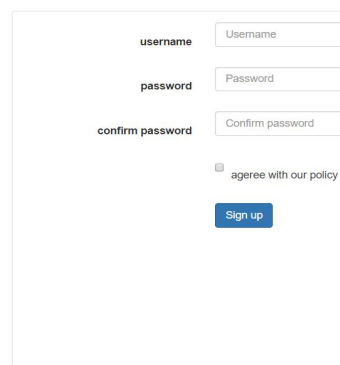 username Username
password Password
confirm password Confirm password
ageree with our policy
Sign up